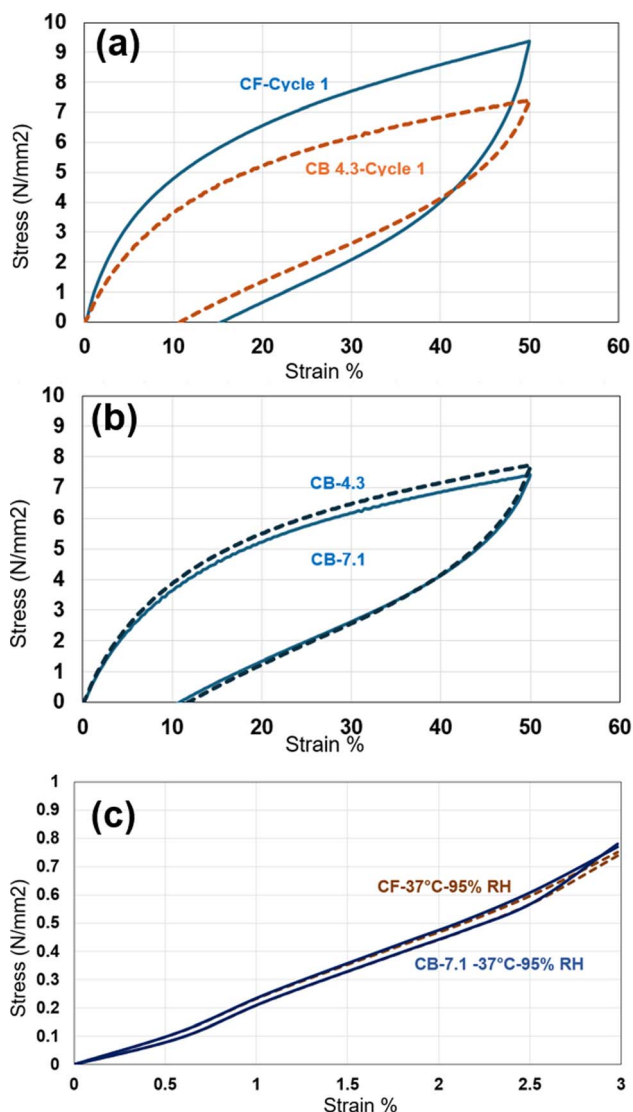 (a)
10
9
8
7
6
5
4
3
2
1
0
Stress (N/mm2)
CF-Cycle 1
CB 4.3-Cycle 1
0 10 20 30 40 50 60
Strain %
(b)
10
9
8
7
6
5
4
3
2
1
0
Stress (N/mm2)
CB-4.3
CB-7.1
0 10 20 30 40 50 60
Strain %
(c)
1
0.9
0.8
0.7
0.6
0.5
0.4
0.3
0.2
0.1
0
Stress (N/mm2)
CF-37°C-95% RH
CB-7.1 -37°C-95% RH
0 0.5 1 1.5 2 2.5 3
Strain %